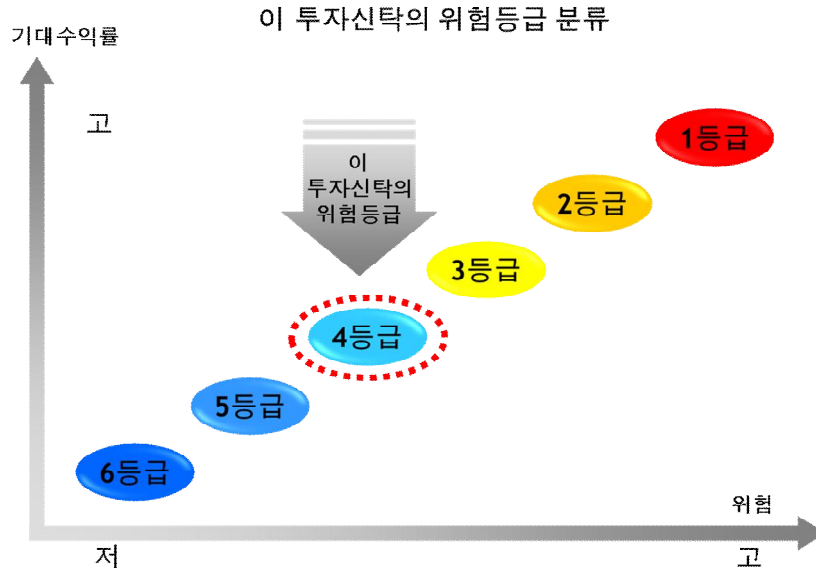 이 투자신탁의 위험등급 분류
기대수익률
고
1등급
이
투자신탁의
위험등급
2등급
3등급
4등급
5등급
6등급
위험
저
고